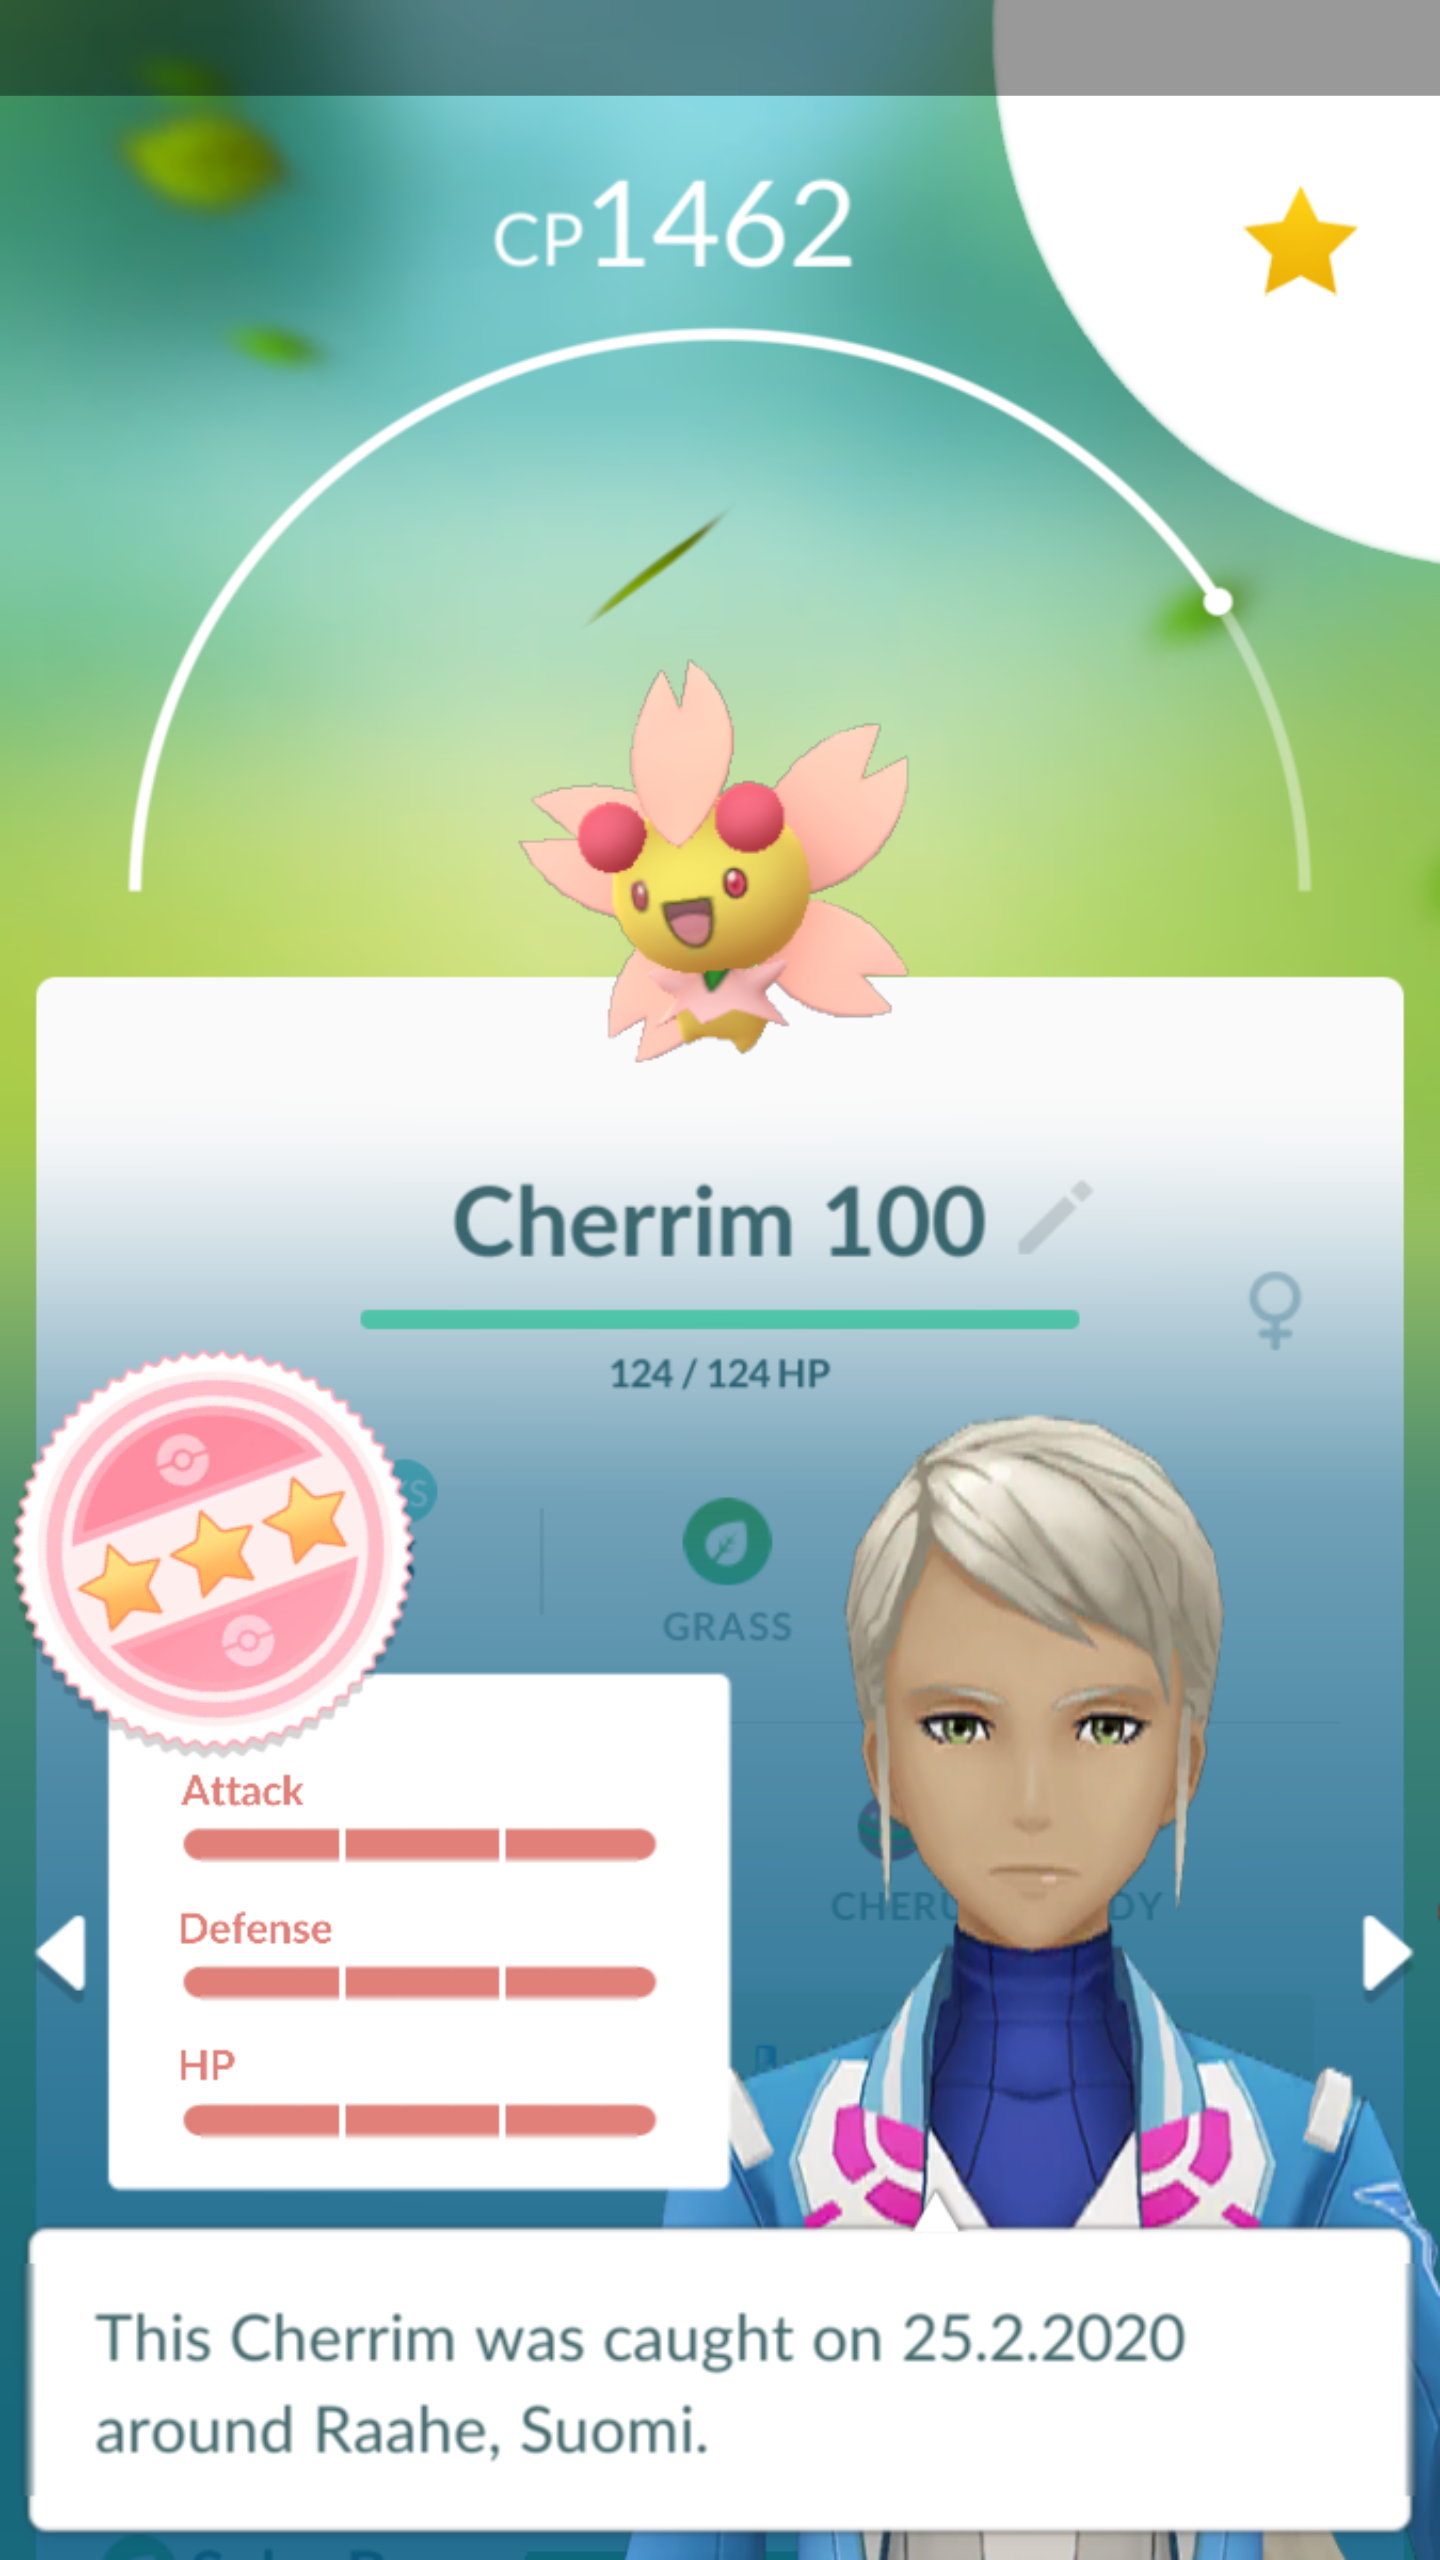 CP1462
Cherrim 100
124 / 124 HP
GRASS
Attack
Defense
HP
This Cherrim was caught on 25.2.2020
around Raahe, Suomi.